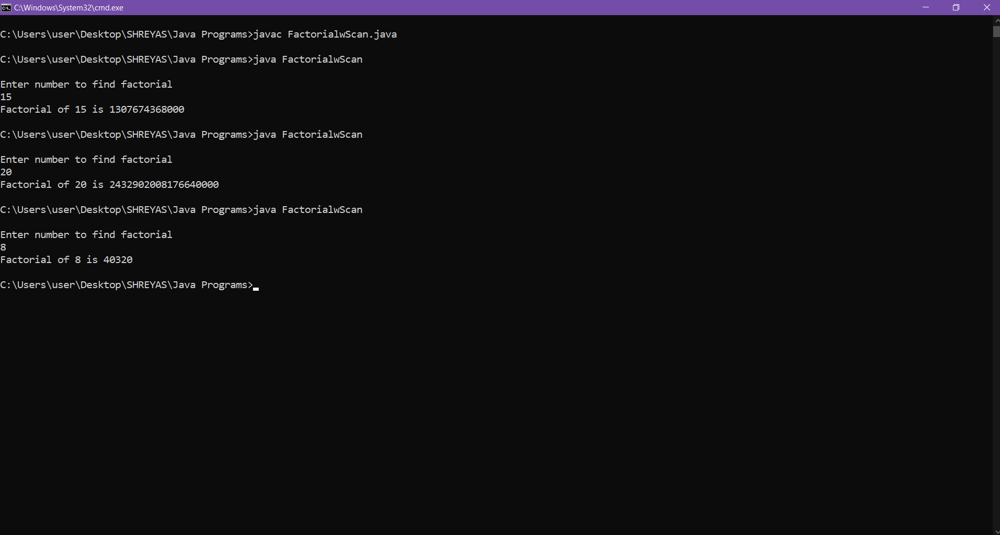 C:\Windows\System32\cmd.exe
C:\Users\user\Desktop\SHREYAS\Java Programs>javac FactorialwScan.java
C:\Users\user\Desktop\SHREYAS\Java Programs>java FactorialwScan
Enter number to find factorial
15
Factorial of 15 is 1307674368000
C:\Users\user\Desktop\SHREYAS\Java Programs>java FactorialwScan
Enter number to find factorial
20
Factorial of 20 is 2432902008176640000
C:\Users\user\Desktop\SHREYAS\Java Programs>java FactorialwScan
Enter number to find factorial
8
Factorial of 8 is 40320
C:\Users\user\Desktop\SHREYAS\Java Programs>